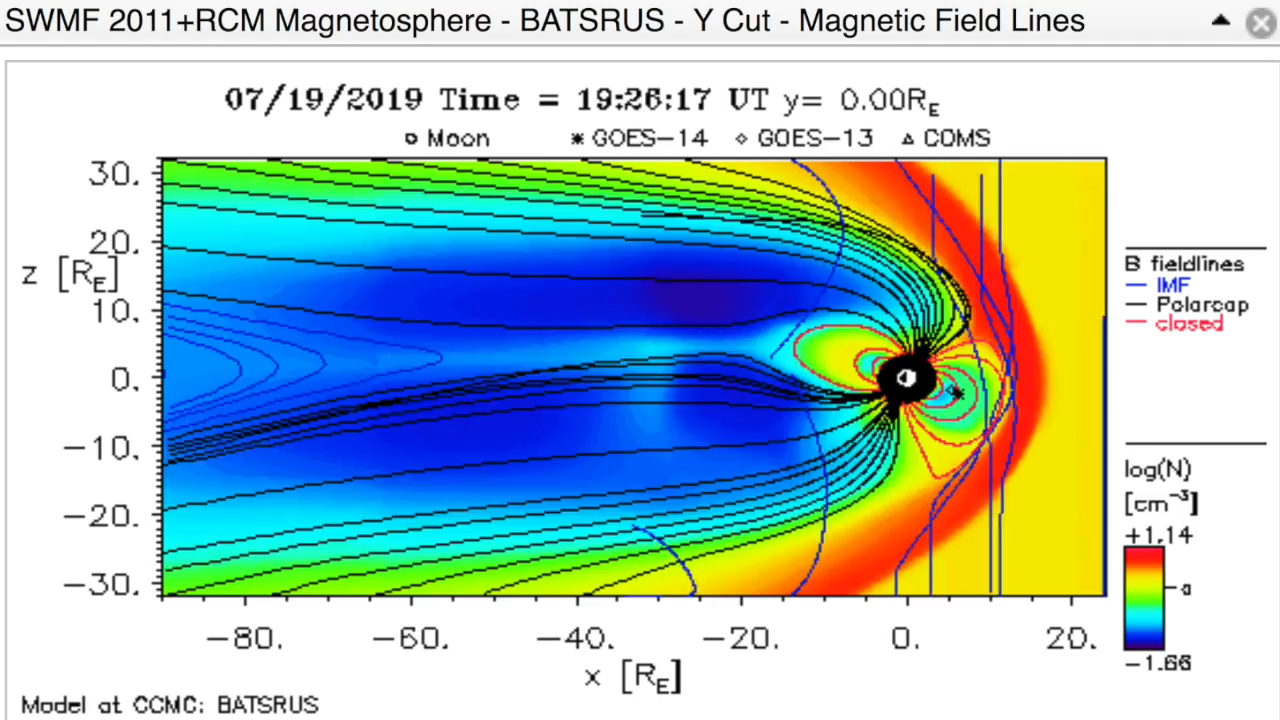 SWMF 2011+RCM Magnetosphere - BATSRUS - Y Cut - Magnetic Field Lines
07/19/2019 Time = 19:26:17 UT y= 0.00RE
Moon GOES-14 GOES-13 COMS
30.
20.
z [RE]
10.
0.
-10.
-20.
-30.
B fieldlines
IMF
Polarcap
closed
log(N)
[cm-3]
+1.14
-1.66
-80. -60. -40. -20. 0. 20.
x [RE]
Model at CCMC: BATSRUS